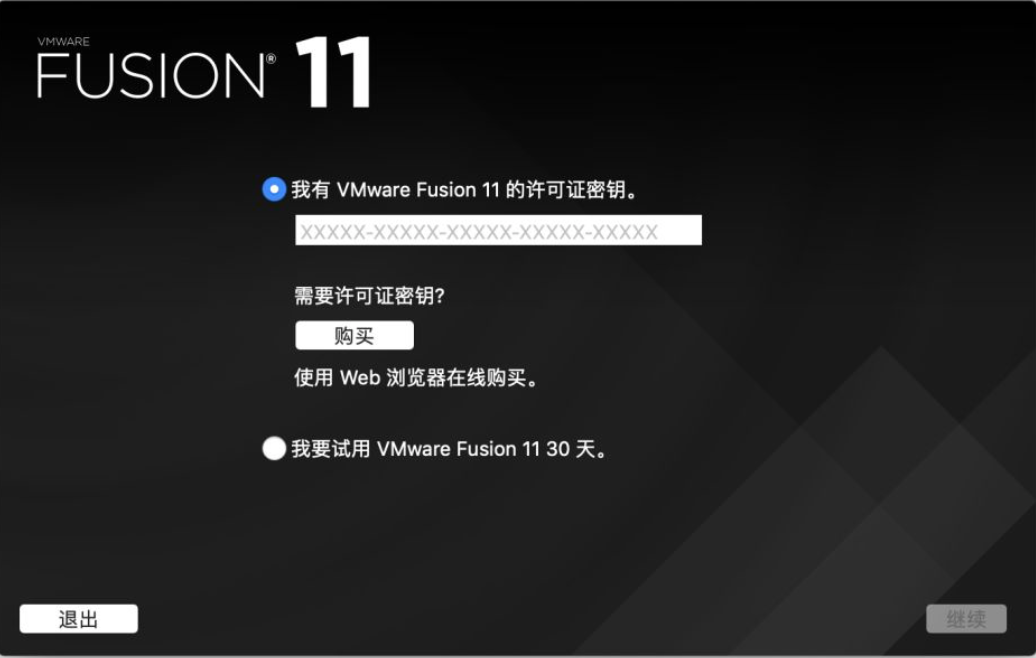 VMWARE
FUSION® 11
我有 VMware Fusion 11 的许可证密钥。
XXXXX-XXXXX-XXXXX-XXXXX-XXXXX
需要许可证密钥?
购买
使用 Web 浏览器在线购买。
我要试用 VMware Fusion 11 30 天。
退出
继续